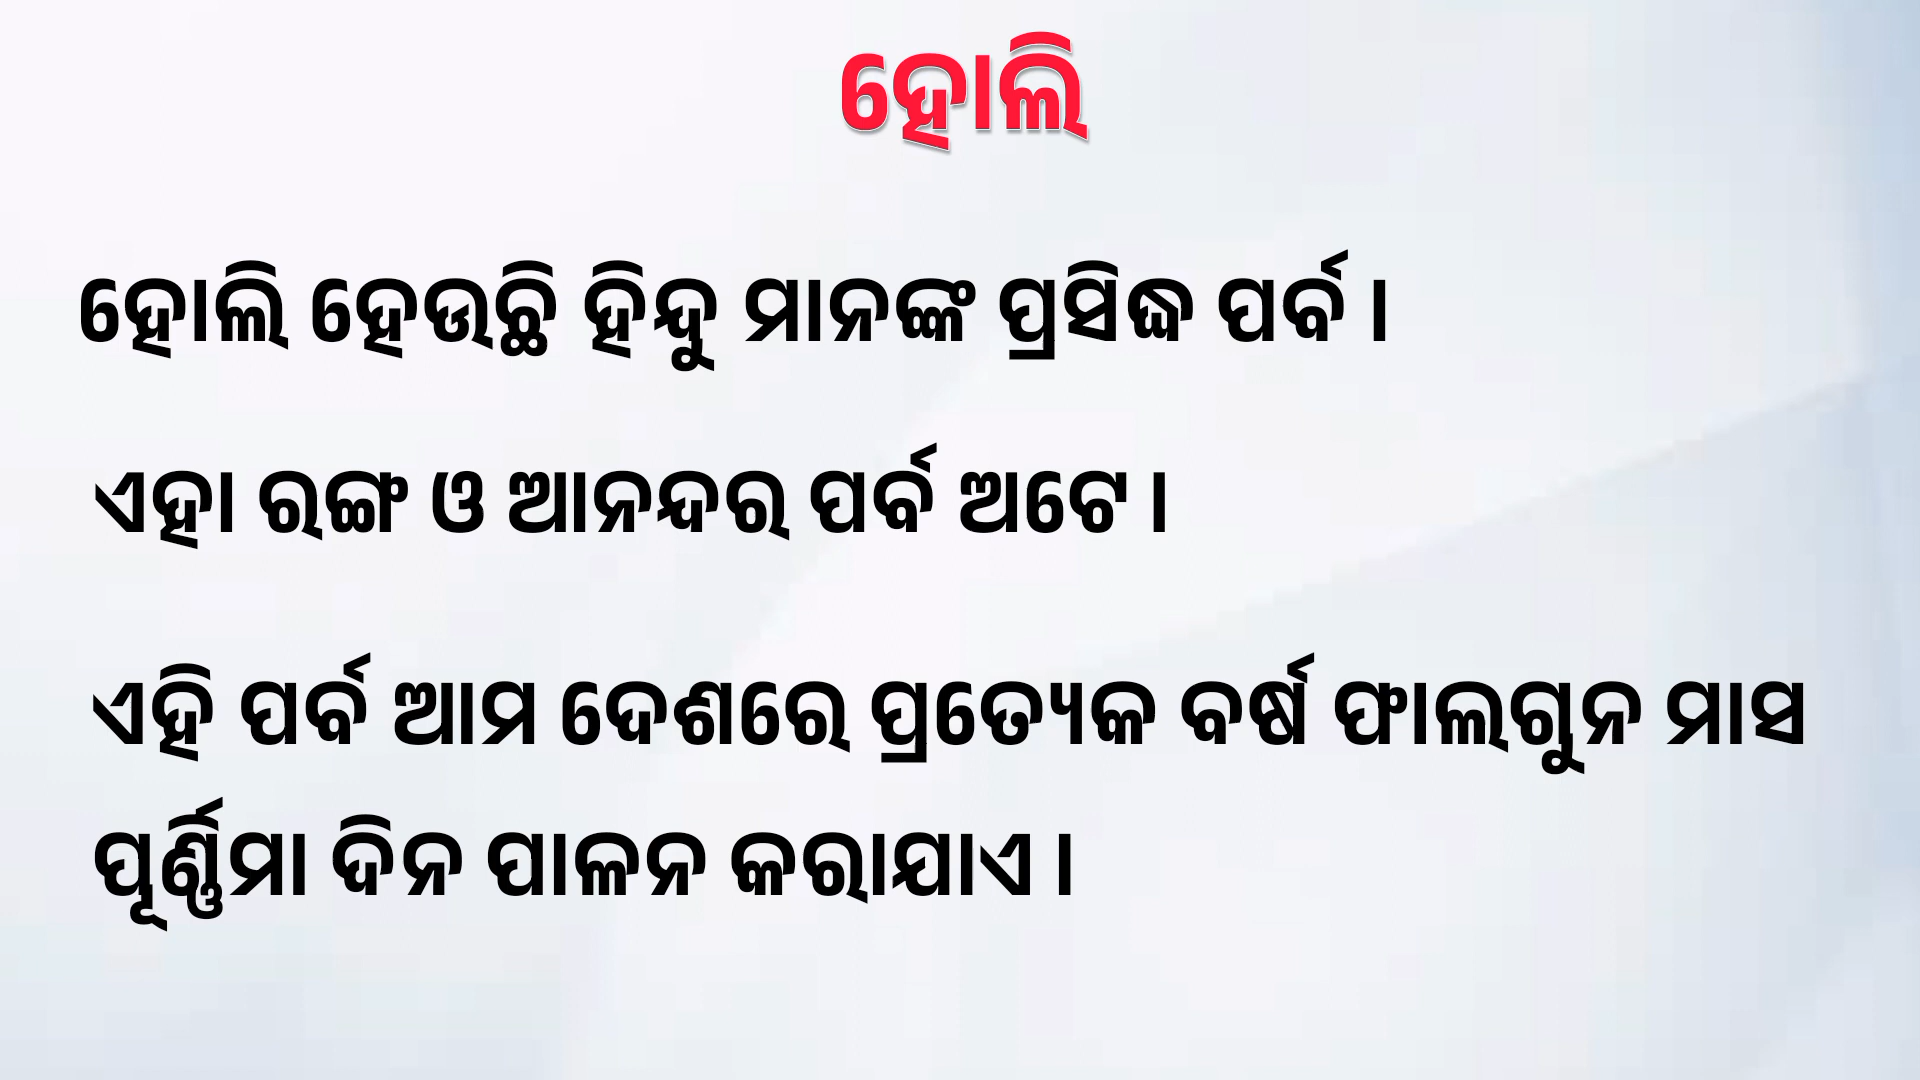 ହୋଲି
ହୋଲି ହେଉଛି ହିନ୍ଦୁ ମାନଙ୍କ ପ୍ରସିଦ୍ଧ ପର୍ବ ।
ଏହା ରଙ୍ଗ ଓ ଆନନ୍ଦର ପର୍ବ ଅଟେ ।
ଏହି ପର୍ବ ଆମ ଦେଶରେ ପ୍ରତ୍ୟେକ ବର୍ଷ ଫାଲଗୁନ ମାସ
ପୂର୍ଣ୍ଣିମା ଦିନ ପାଳନ କରାଯାଏ ।